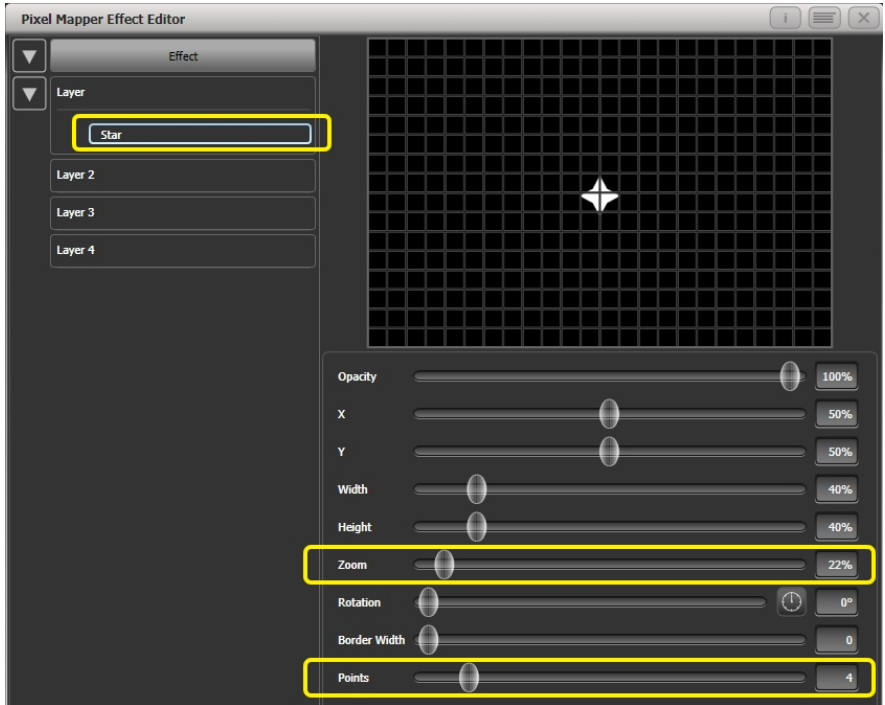 Pixel Mapper Effect Editor
i
Effect
Layer
Star
Layer 2
Layer 3
Layer 4
Opacity 100%
X 50%
Y 50%
Width 40%
Height 40%
Zoom 22%
Rotation 0°
Border Width 0
Points 4